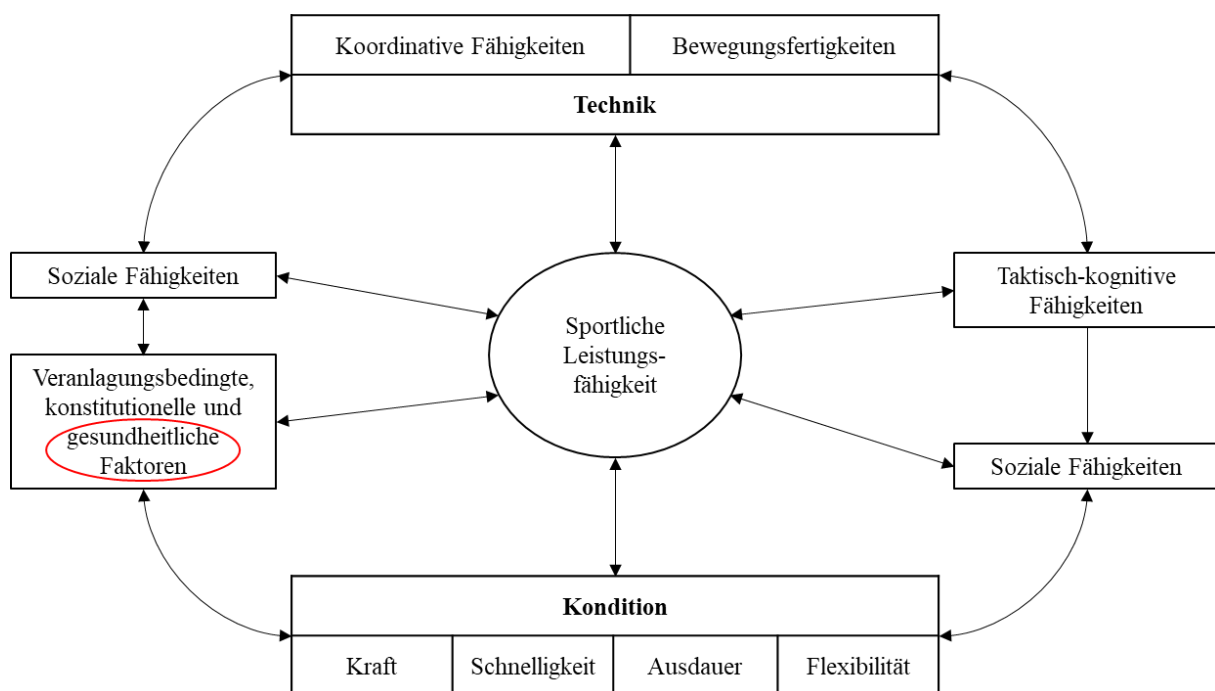 Koordinative Fähigkeiten
Bewegungsfertigkeiten
Technik
Soziale Fähigkeiten
Taktisch-kognitive
Fähigkeiten
Sportliche
Leistungs-
fähigkeit
Veranlagungsbedingte,
konstitutionelle und
gesundheitliche
Faktoren
Soziale Fähigkeiten
Kondition
Kraft
Schnelligkeit
Ausdauer
Flexibilität